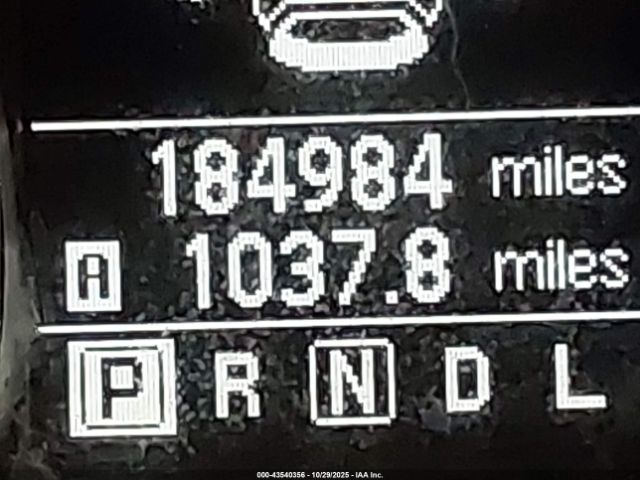 184984 miles
A 1037.8 miles
P R N D L
000-43540356 - 10/29/2025 - IAA Inc.